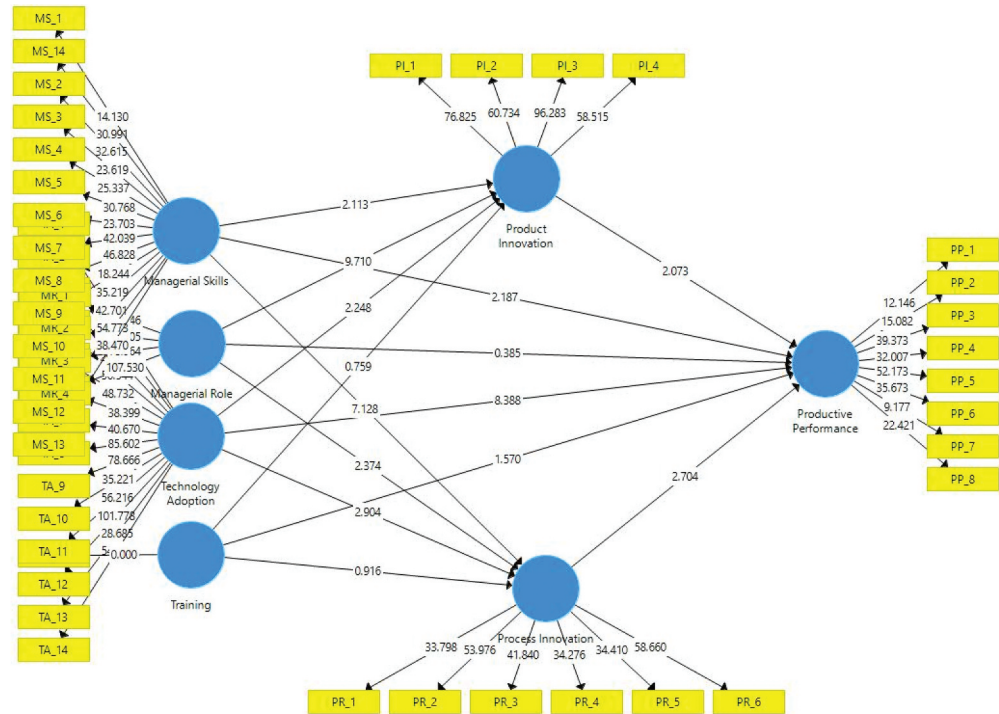 MS_1
MS_14
MS_2
MS_3
MS_4
MS_5
MS_6
MS_7
MS_8
MS_9
MR_2
MS_10
MR_3
MS_11
MR_4
MS_12
MS_13
TA_9
TA_10
TA_11
TA_12
TA_13
TA_14
14.130
30.991
32.615
23.619
25.337
30.768
23.703
42.039
46.828
18.244
35.219
42.701
54.773
38.470
107.530
48.732
38.399
40.670
85.602
78.666
35.221
56.216
101.778
28.685
0.000
Managerial Skills
Managerial Role
Technology
Adoption
Training
PI_1
PI_2
PI_3
PI_4
76.825
60.734
96.283
58.515
Product
Innovation
2.113
9.710
2.248
0.759
7.128
2.374
2.904
0.916
2.073
2.187
0.385
8.388
1.570
2.704
Productive
Performance
12.146
15.082
39.373
32.007
52.173
35.673
9.177
22.421
PP_1
PP_2
PP_3
PP_4
PP_5
PP_6
PP_7
PP_8
Process Innovation
33.798
53.976
41.840
34.276
34.410
58.660
PR_1
PR_2
PR_3
PR_4
PR_5
PR_6